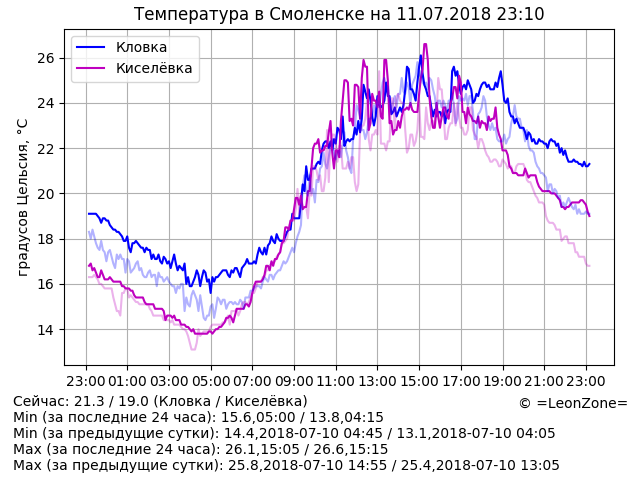 Температура в Смоленске на 11.07.2018 23:10
Кловка
Киселёвка
градусов Цельсия, °C
26
24
22
20
18
16
14
23:00 01:00 03:00 05:00 07:00 09:00 11:00 13:00 15:00 17:00 19:00 21:00 23:00
Сейчас: 21.3 / 19.0 (Кловка / Киселёвка)
© =LeonZone=
Min (за последние 24 часа): 15.6,05:00 / 13.8,04:15
Min (за предыдущие сутки): 14.4,2018-07-10 04:45 / 13.1,2018-07-10 04:05
Max (за последние 24 часа): 26.1,15:05 / 26.6,15:15
Max (за предыдущие сутки): 25.8,2018-07-10 14:55 / 25.4,2018-07-10 13:05